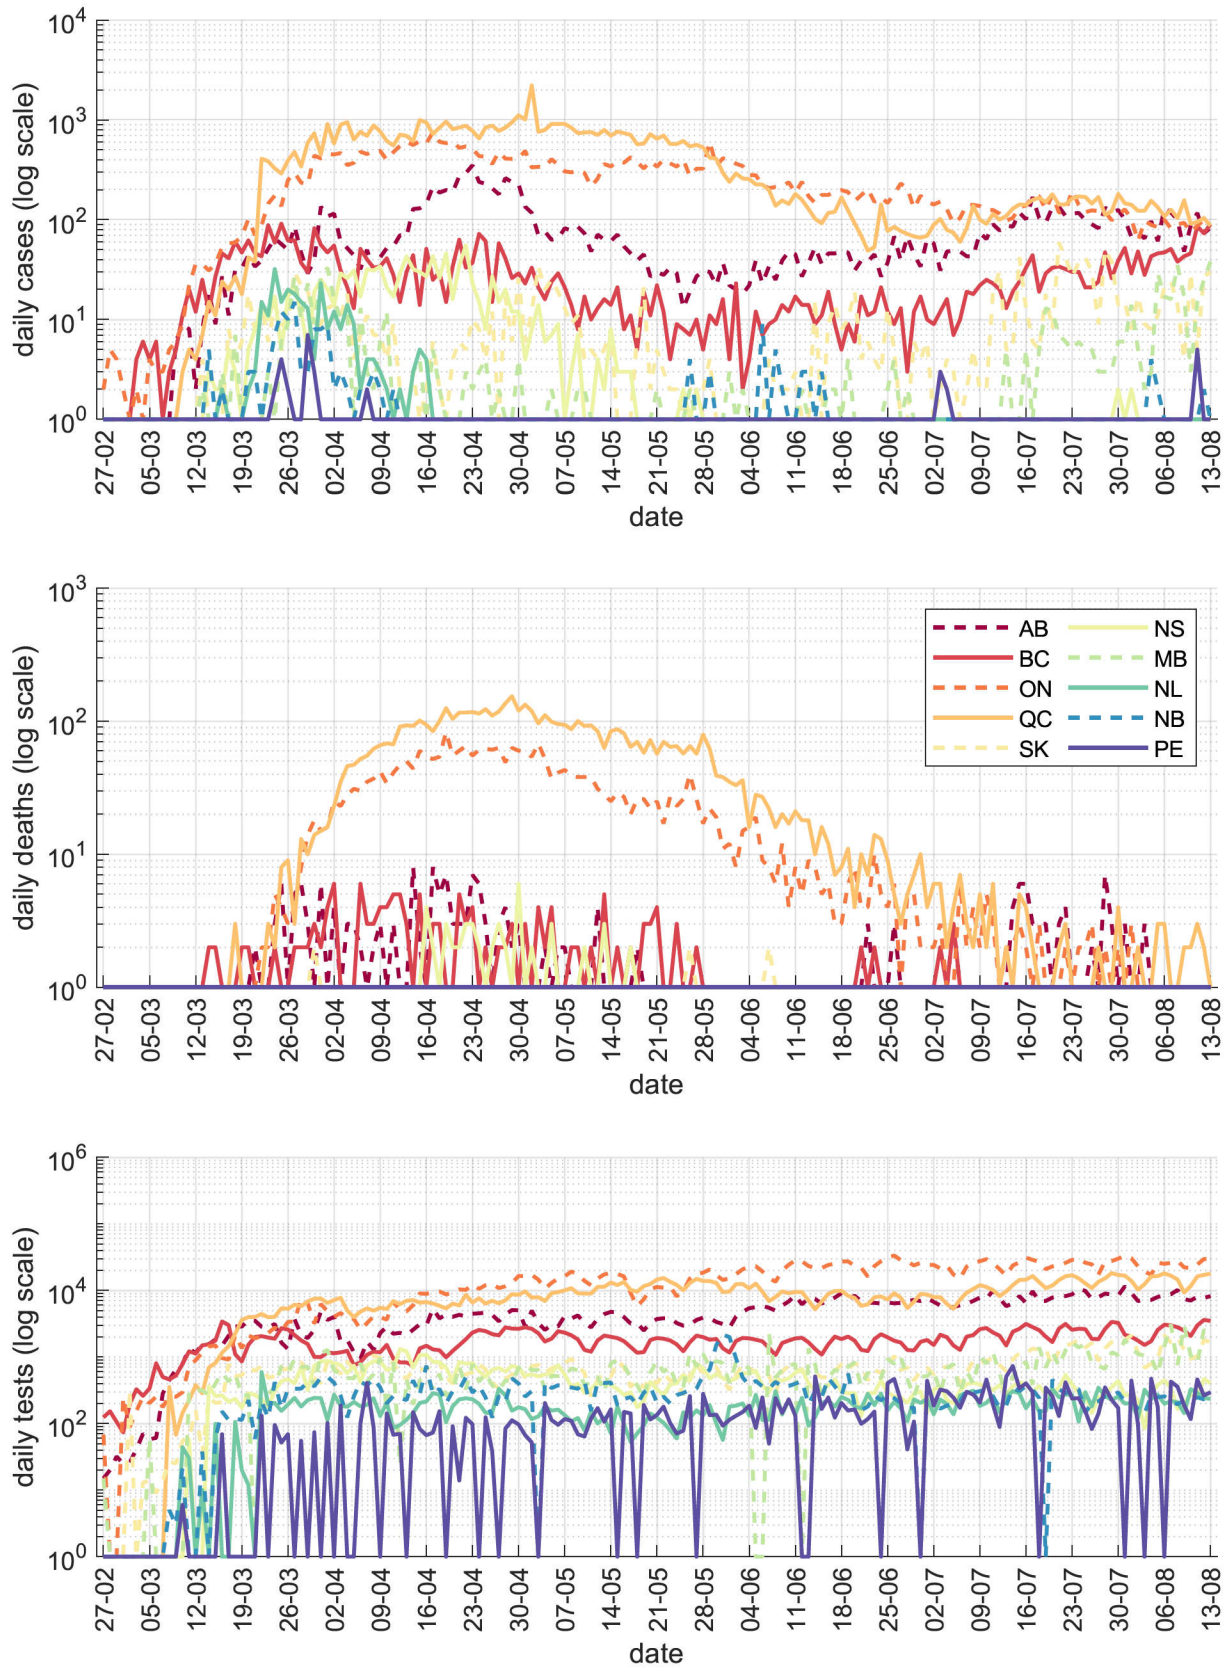 daily cases (log scale)
10^4
10^3
10^2
10^1
10^0
27-02 05-03 12-03 19-03 26-03 02-04 09-04 16-04 23-04 30-04 07-05 14-05 21-05 28-05 04-06 11-06 18-06 25-06 02-07 09-07 16-07 23-07 30-07 06-08 13-08
date
daily deaths (log scale)
10^3
10^2
10^1
10^0
AB NS
BC MB
ON NL
QC NB
SK PE
27-02 05-03 12-03 19-03 26-03 02-04 09-04 16-04 23-04 30-04 07-05 14-05 21-05 28-05 04-06 11-06 18-06 25-06 02-07 09-07 16-07 23-07 30-07 06-08 13-08
date
daily tests (log scale)
10^6
10^4
10^2
10^0
27-02 05-03 12-03 19-03 26-03 02-04 09-04 16-04 23-04 30-04 07-05 14-05 21-05 28-05 04-06 11-06 18-06 25-06 02-07 09-07 16-07 23-07 30-07 06-08 13-08
date